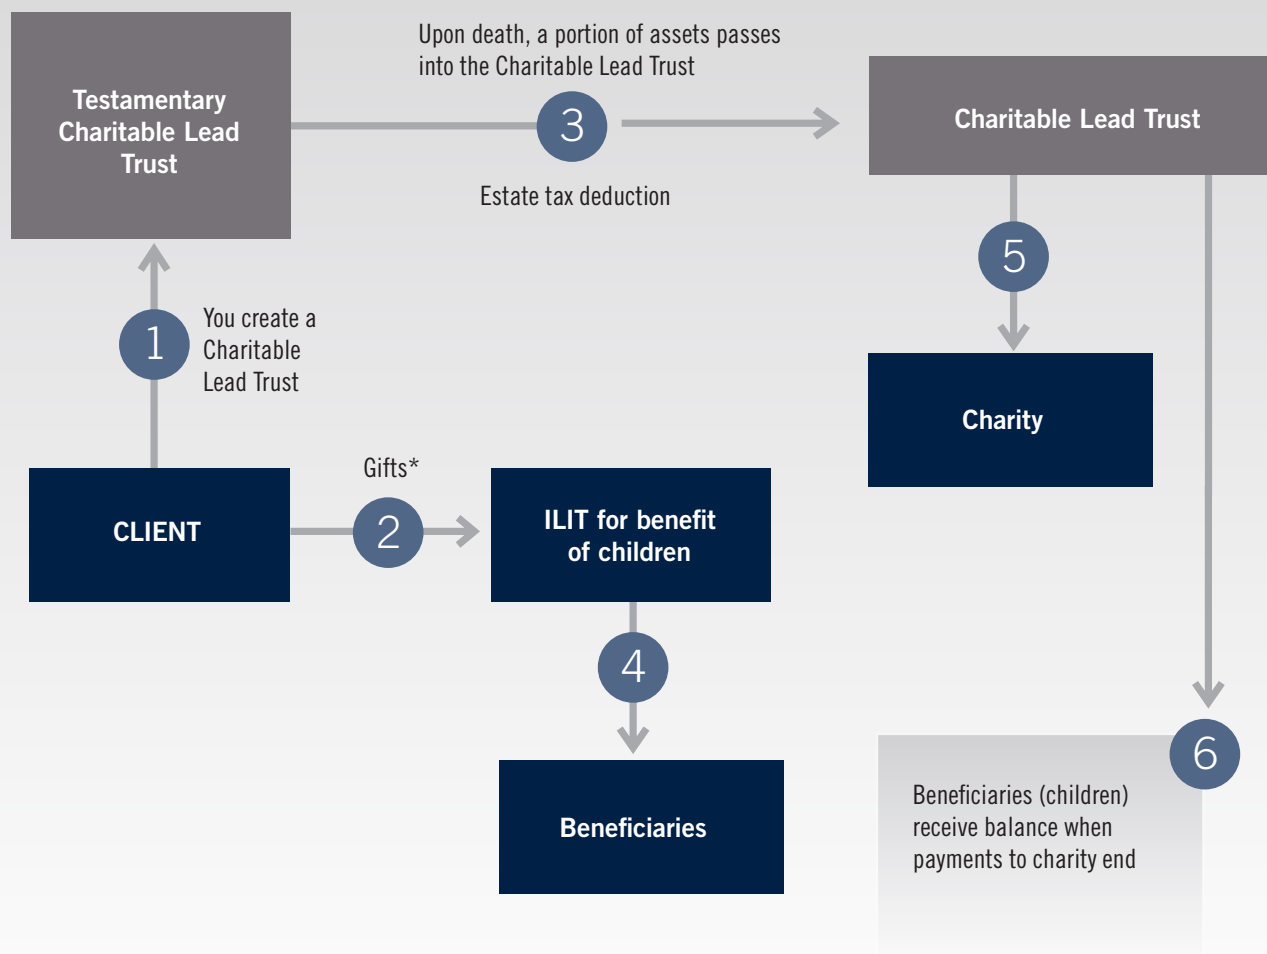 Testamentary
Charitable Lead
Trust
Upon death, a portion of assets passes
into the Charitable Lead Trust
3
Estate tax deduction
Charitable Lead Trust
1
You create a
Charitable
Lead Trust
5
Charity
CLIENT
Gifts*
2
ILIT for benefit
of children
4
Beneficiaries
6
Beneficiaries (children)
receive balance when
payments to charity end